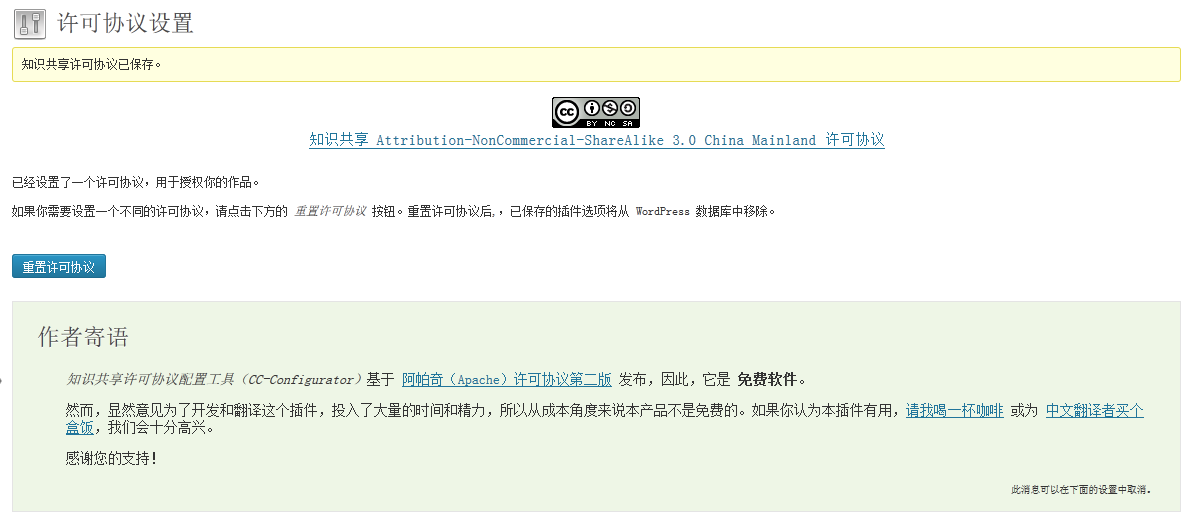 许可协议设置
知识共享许可协议已保存。
cc
BY NC SA
知识共享 Attribution-NonCommercial-ShareAlike 3.0 China Mainland 许可协议
已经设置了一个许可协议，用于授权你的作品。
如果你需要设置一个不同的许可协议，请点击下方的 重置许可协议 按钮。重置许可协议后,，已保存的插件选项将从 WordPress 数据库中移除。
重置许可协议
作者寄语
知识共享许可协议配置工具（CC-Configurator）基于 阿帕奇（Apache）许可协议第二版 发布，因此，它是 免费软件。
然而，显然意见为了开发和翻译这个插件，投入了大量的时间和精力，所以从成本角度来说本产品不是免费的。如果你认为本插件有用，请我喝一杯咖啡 或为 中文翻译者买个
盒饭，我们会十分高兴。
感谢您的支持！
此消息可以在下面的设置中取消。